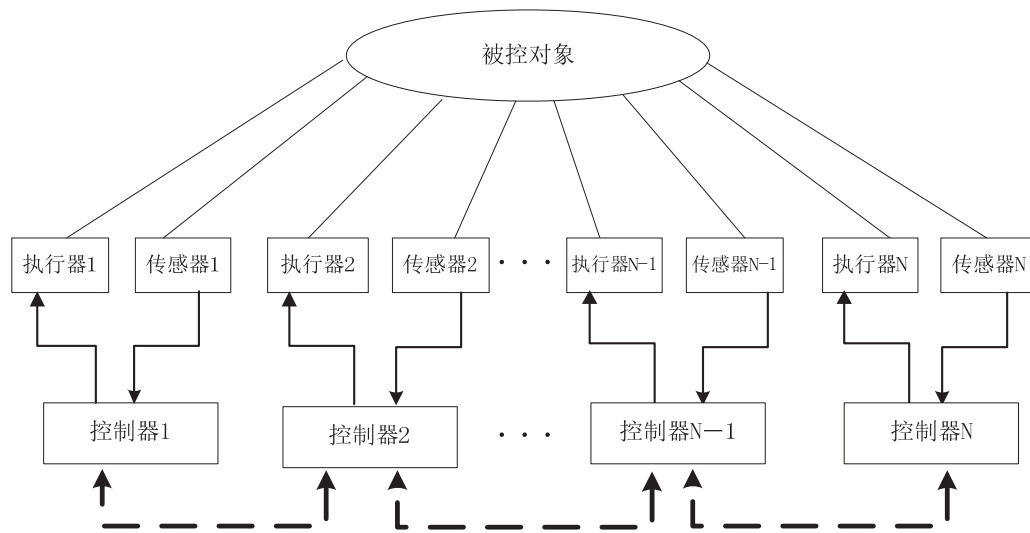 被控对象
执行器1 传感器1 执行器2 传感器2 · · · 执行器N-1 传感器N-1 执行器N 传感器N
控制器1 控制器2 · · · 控制器N-1 控制器N